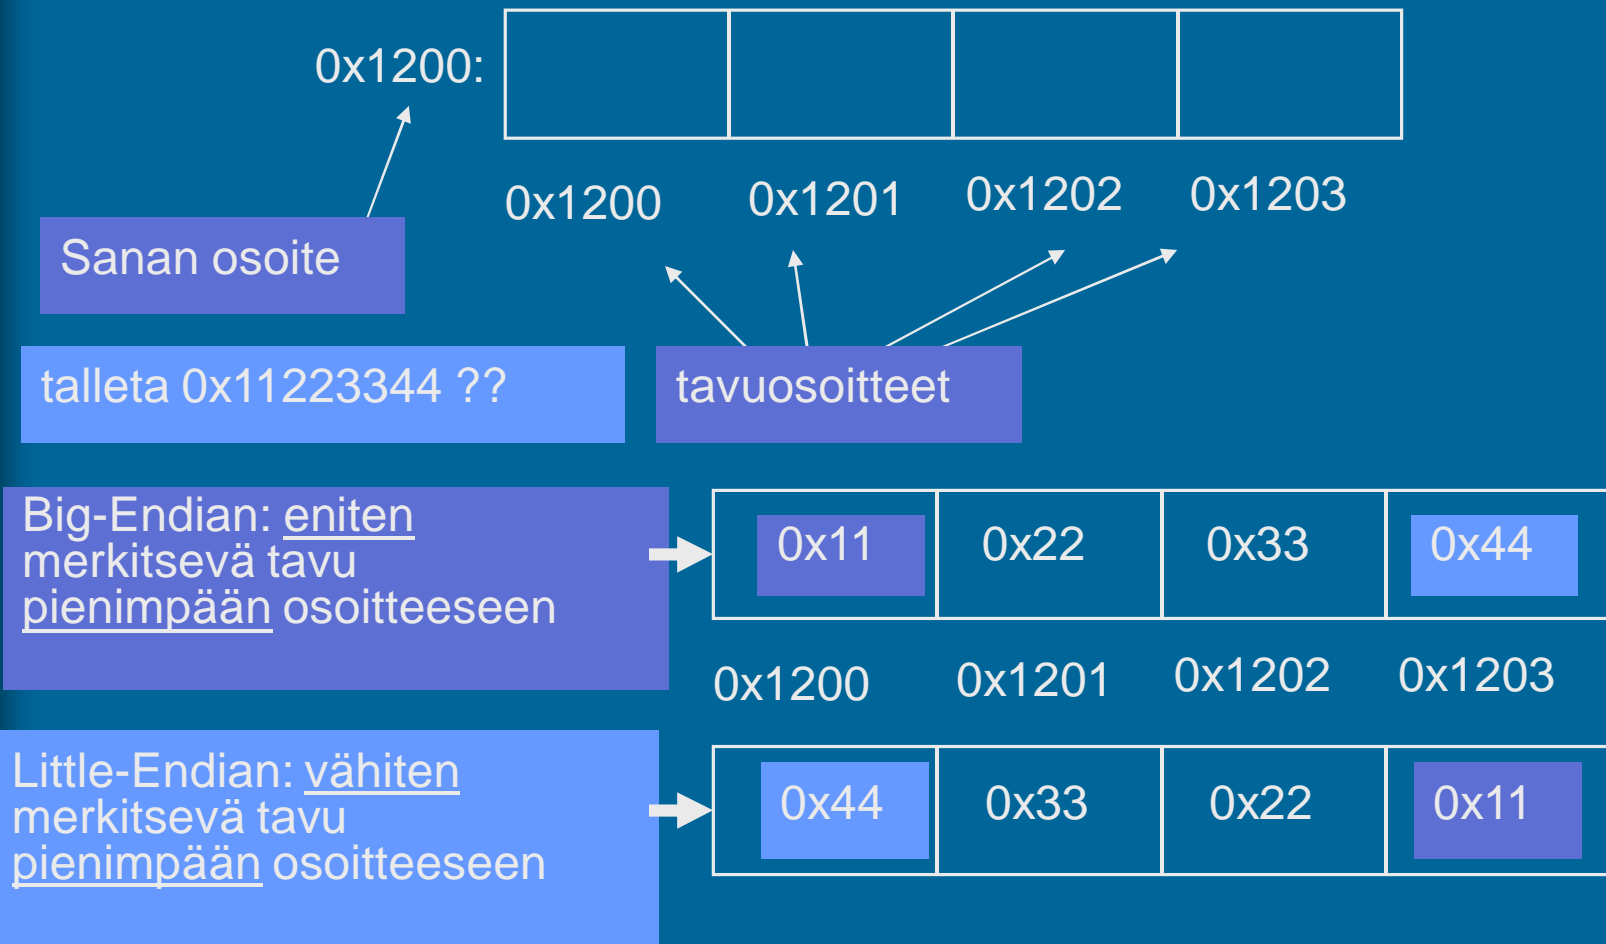 0x1200:
0x1200 0x1201 0x1202 0x1203
Sanan osoite
talleta 0x11223344 ??
tavuosoitteet
Big-Endian: eniten
merkitsevä tavu
pienimpään osoitteeseen
0x11 0x22 0x33 0x44
0x1200 0x1201 0x1202 0x1203
Little-Endian: vähiten
merkitsevä tavu
pienimpään osoitteeseen
0x44 0x33 0x22 0x11